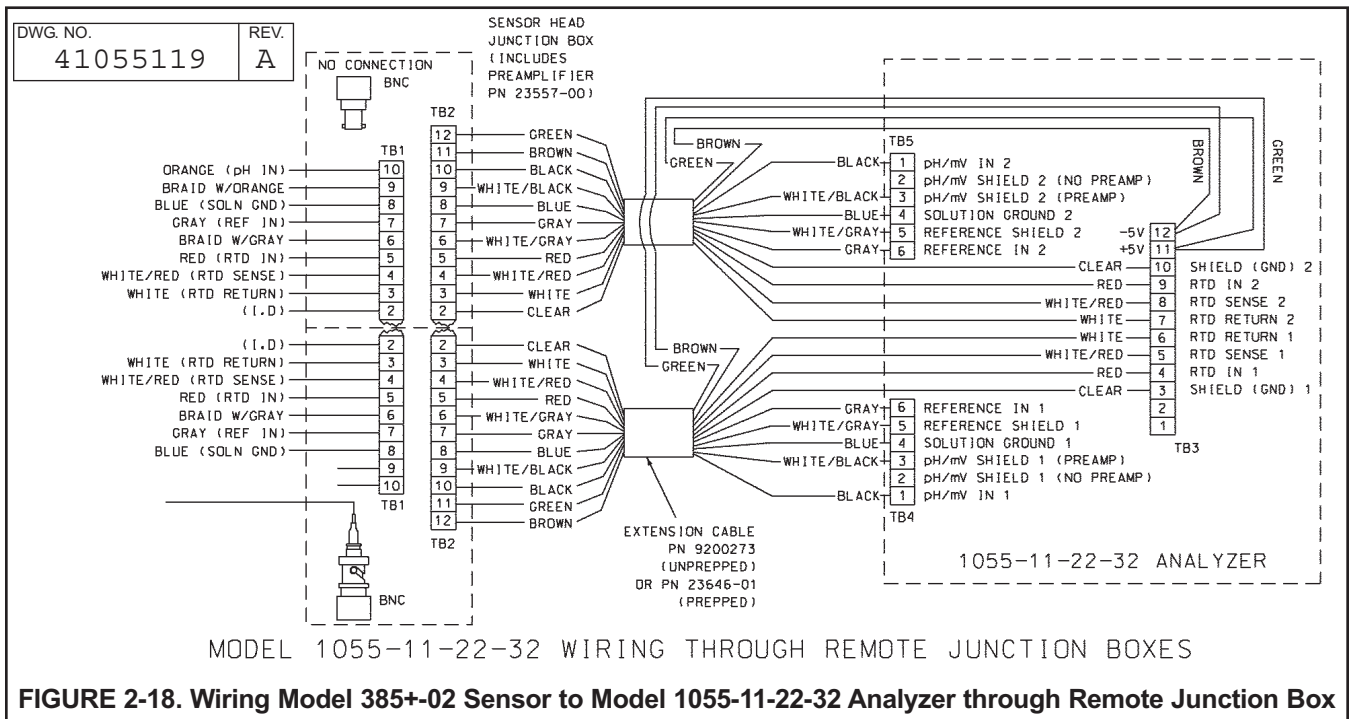 DWG. NO.
41055119
REV.
A
SENSOR HEAD
JUNCTION BOX
(INCLUDES
PREAMPLIFIER
PN 23557-00)
NO CONNECTION
BNC
TB1
10
9
8
7
6
5
4
3
2
ORANGE (pH IN)
BRAID W/ORANGE
BLUE (SOLN GND)
GRAY (REF IN)
BRAID W/GRAY
RED (RTD IN)
WHITE/RED (RTD SENSE)
WHITE (RTD RETURN)
(I.D)
TB2
12 GREEN
11 BROWN
10 BLACK
9 WHITE/BLACK
8 BLUE
7 GRAY
6 WHITE/GRAY
5 RED
4 WHITE/RED
3 WHITE
2 CLEAR
(I.D) 2
WHITE (RTD RETURN) 3
WHITE/RED (RTD SENSE) 4
RED (RTD IN) 5
BRAID W/GRAY 6
GRAY (REF IN) 7
BLUE (SOLN GND) 8
9
10
TB1
BNC
2 CLEAR
3 WHITE
4 WHITE/RED
5 RED
6 WHITE/GRAY
7 GRAY
8 BLUE
9 WHITE/BLACK
10 BLACK
11 GREEN
12 BROWN
TB2
BROWN
GREEN
BROWN
GREEN
EXTENSION CABLE
PN 9200273
(UNPREPPED)
OR PN 23646-01
(PREPPED)
TB5
BLACK 1 pH/mV IN 2
2 pH/mV SHIELD 2 (NO PREAMP)
WHITE/BLACK 3 pH/mV SHIELD 2 (PREAMP)
BLUE 4 SOLUTION GROUND 2
WHITE/GRAY 5 REFERENCE SHIELD 2
GRAY 6 REFERENCE IN 2
BROWN
GREEN
-5V 12
+5V 11
CLEAR 10 SHIELD (GND) 2
RED 9 RTD IN 2
WHITE/RED 8 RTD SENSE 2
WHITE 7 RTD RETURN 2
WHITE 6 RTD RETURN 1
WHITE/RED 5 RTD SENSE 1
RED 4 RTD IN 1
CLEAR 3 SHIELD (GND) 1
2
1
TB3
GRAY 6 REFERENCE IN 1
WHITE/GRAY 5 REFERENCE SHIELD 1
BLUE 4 SOLUTION GROUND 1
WHITE/BLACK 3 pH/mV SHIELD 1 (PREAMP)
2 pH/mV SHIELD 1 (NO PREAMP)
BLACK 1 pH/mV IN 1
TB4
1055-11-22-32 ANALYZER
MODEL 1055-11-22-32 WIRING THROUGH REMOTE JUNCTION BOXES
FIGURE 2-18. Wiring Model 385+-02 Sensor to Model 1055-11-22-32 Analyzer through Remote Junction Box